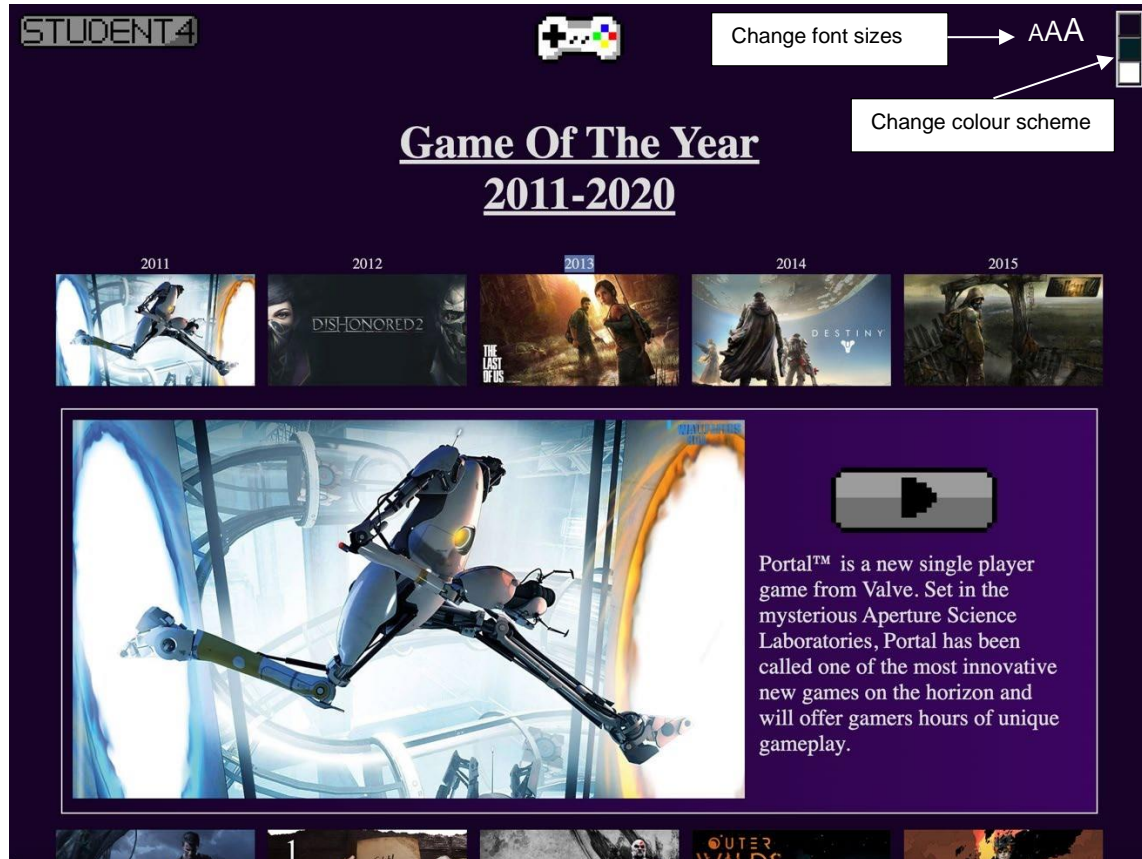 STUDENT4
Change font sizes
AAA
Change colour scheme
Game Of The Year
2011-2020
2011
2012
2013
2014
2015
DISHONORED2
THE
LAST
OF US
DESTINY
Portal™ is a new single player
game from Valve. Set in the
mysterious Aperture Science
Laboratories, Portal has been
called one of the most innovative
new games on the horizon and
will offer gamers hours of unique
gameplay.
OUTER
WILDS